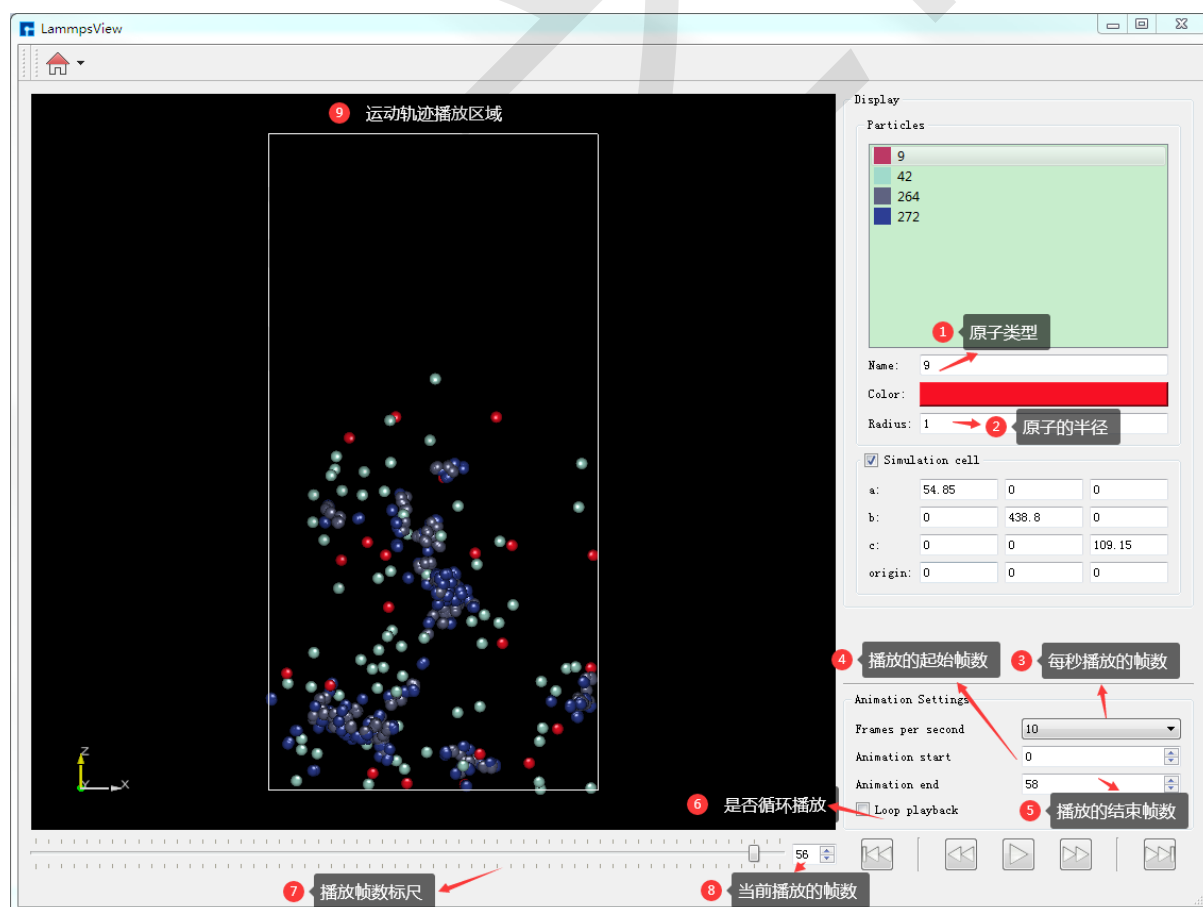 LammpsView
9 运动轨迹播放区域
Display
Particles
9
42
264
272
1 原子类型
Name: 9
Color:
Radius: 1
2 原子的半径
Simulation cell
a: 54.85 0 0
b: 0 438.8 0
c: 0 0 109.15
origin: 0 0 0
4 播放的起始帧数
3 每秒播放的帧数
Animation Settings
Frames per second 10
Animation start 0
Animation end 58
5 播放的结束帧数
6 是否循环播放
Loop playback
Z
Y
X
56
7 播放帧数标尺
8 当前播放的帧数